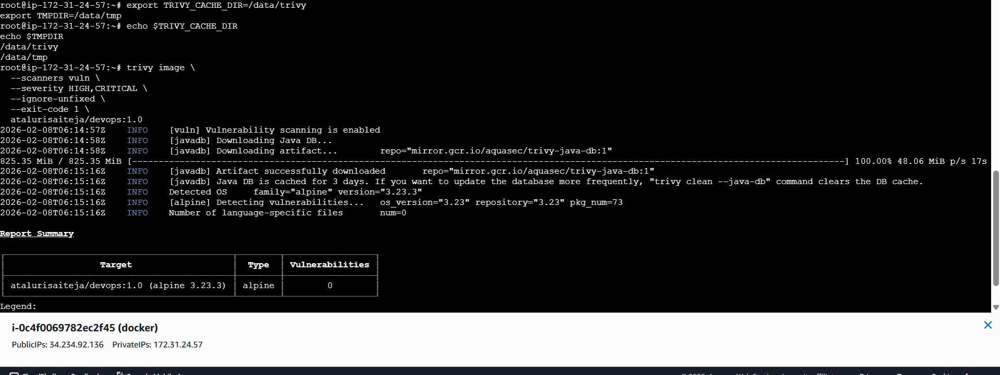 root@ip-172-31-24-57:~# export TRIVY_CACHE_DIR=/data/trivy
export TMPDIR=/data/tmp
root@ip-172-31-24-57:~# echo $TRIVY_CACHE_DIR
echo $TMPDIR
/data/trivy
/data/tmp
root@ip-172-31-24-57:~# trivy image \
  --scanners vuln \
  --severity HIGH,CRITICAL \
  --ignore-unfixed \
  --exit-code 1 \
  atalurisaiteja/devops:1.0
2026-02-08T06:14:57Z    INFO    [vuln] Vulnerability scanning is enabled
2026-02-08T06:14:58Z    INFO    [javadb] Downloading Java DB...
2026-02-08T06:14:58Z    INFO    [javadb] Downloading artifact...        repo="mirror.gcr.io/aquasec/trivy-java-db:1"
825.35 MiB / 825.35 MiB [---------------------------------------------------------------------------------------------------------------------------------------] 100.00% 48.06 MiB p/s 17s
2026-02-08T06:15:16Z    INFO    [javadb] Artifact successfully downloaded       repo="mirror.gcr.io/aquasec/trivy-java-db:1"
2026-02-08T06:15:16Z    INFO    [javadb] Java DB is cached for 3 days. If you want to update the database more frequently, "trivy clean --java-db" command clears the DB cache.
2026-02-08T06:15:16Z    INFO    Detected OS     family="alpine" version="3.23.3"
2026-02-08T06:15:16Z    INFO    [alpine] Detecting vulnerabilities...   os_version="3.23" repository="3.23" pkg_num=73
2026-02-08T06:15:16Z    INFO    Number of language-specific files       num=0
Report Summary
Target Type Vulnerabilities
atalurisaiteja/devops:1.0 (alpine 3.23.3) alpine 0
Legend:
i-0c4f0069782ec2f45 (docker)
PublicIPs: 34.234.92.136 PrivateIPs: 172.31.24.57